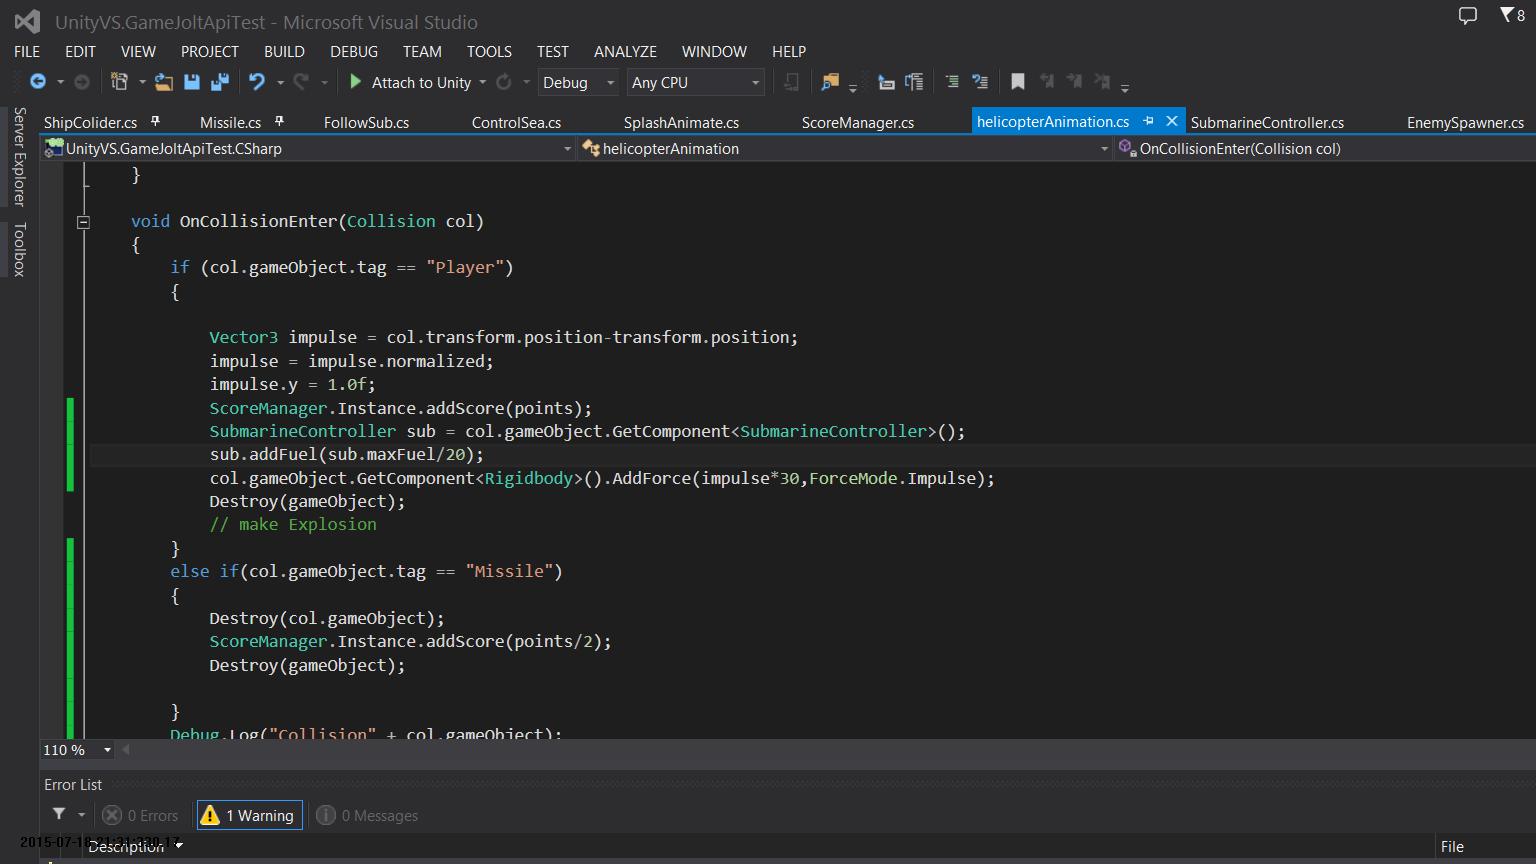 UnityVS.GameJoltApiTest - Microsoft Visual Studio
8
FILE EDIT VIEW PROJECT BUILD DEBUG TEAM TOOLS TEST ANALYZE WINDOW HELP
Attach to Unity Debug Any CPU
Server Explorer
Toolbox
ShipColider.cs Missile.cs FollowSub.cs ControlSea.cs SplashAnimate.cs ScoreManager.cs helicopterAnimation.cs SubmarineController.cs EnemySpawner.cs
UnityVS.GameJoltApiTest.CSharp helicopterAnimation OnCollisionEnter(Collision col)
}
void OnCollisionEnter(Collision col)
{
if (col.gameObject.tag == "Player")
{
Vector3 impulse = col.transform.position-transform.position;
impulse = impulse.normalized;
impulse.y = 1.0f;
ScoreManager.Instance.addScore(points);
SubmarineController sub = col.gameObject.GetComponent<SubmarineController>();
sub.addFuel(sub.maxFuel/20);
col.gameObject.GetComponent<Rigidbody>().AddForce(impulse*30,ForceMode.Impulse);
Destroy(gameObject);
// make Explosion
}
else if(col.gameObject.tag == "Missile")
{
Destroy(col.gameObject);
ScoreManager.Instance.addScore(points/2);
Destroy(gameObject);
}
Debug.Log("Collision" + col.gameObject);
110 %
Error List
0 Errors 1 Warning 0 Messages
Description File